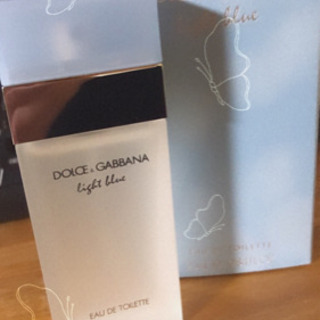 blue
DOLCE & GABBANA
light blue
EAU DE TOILETTE